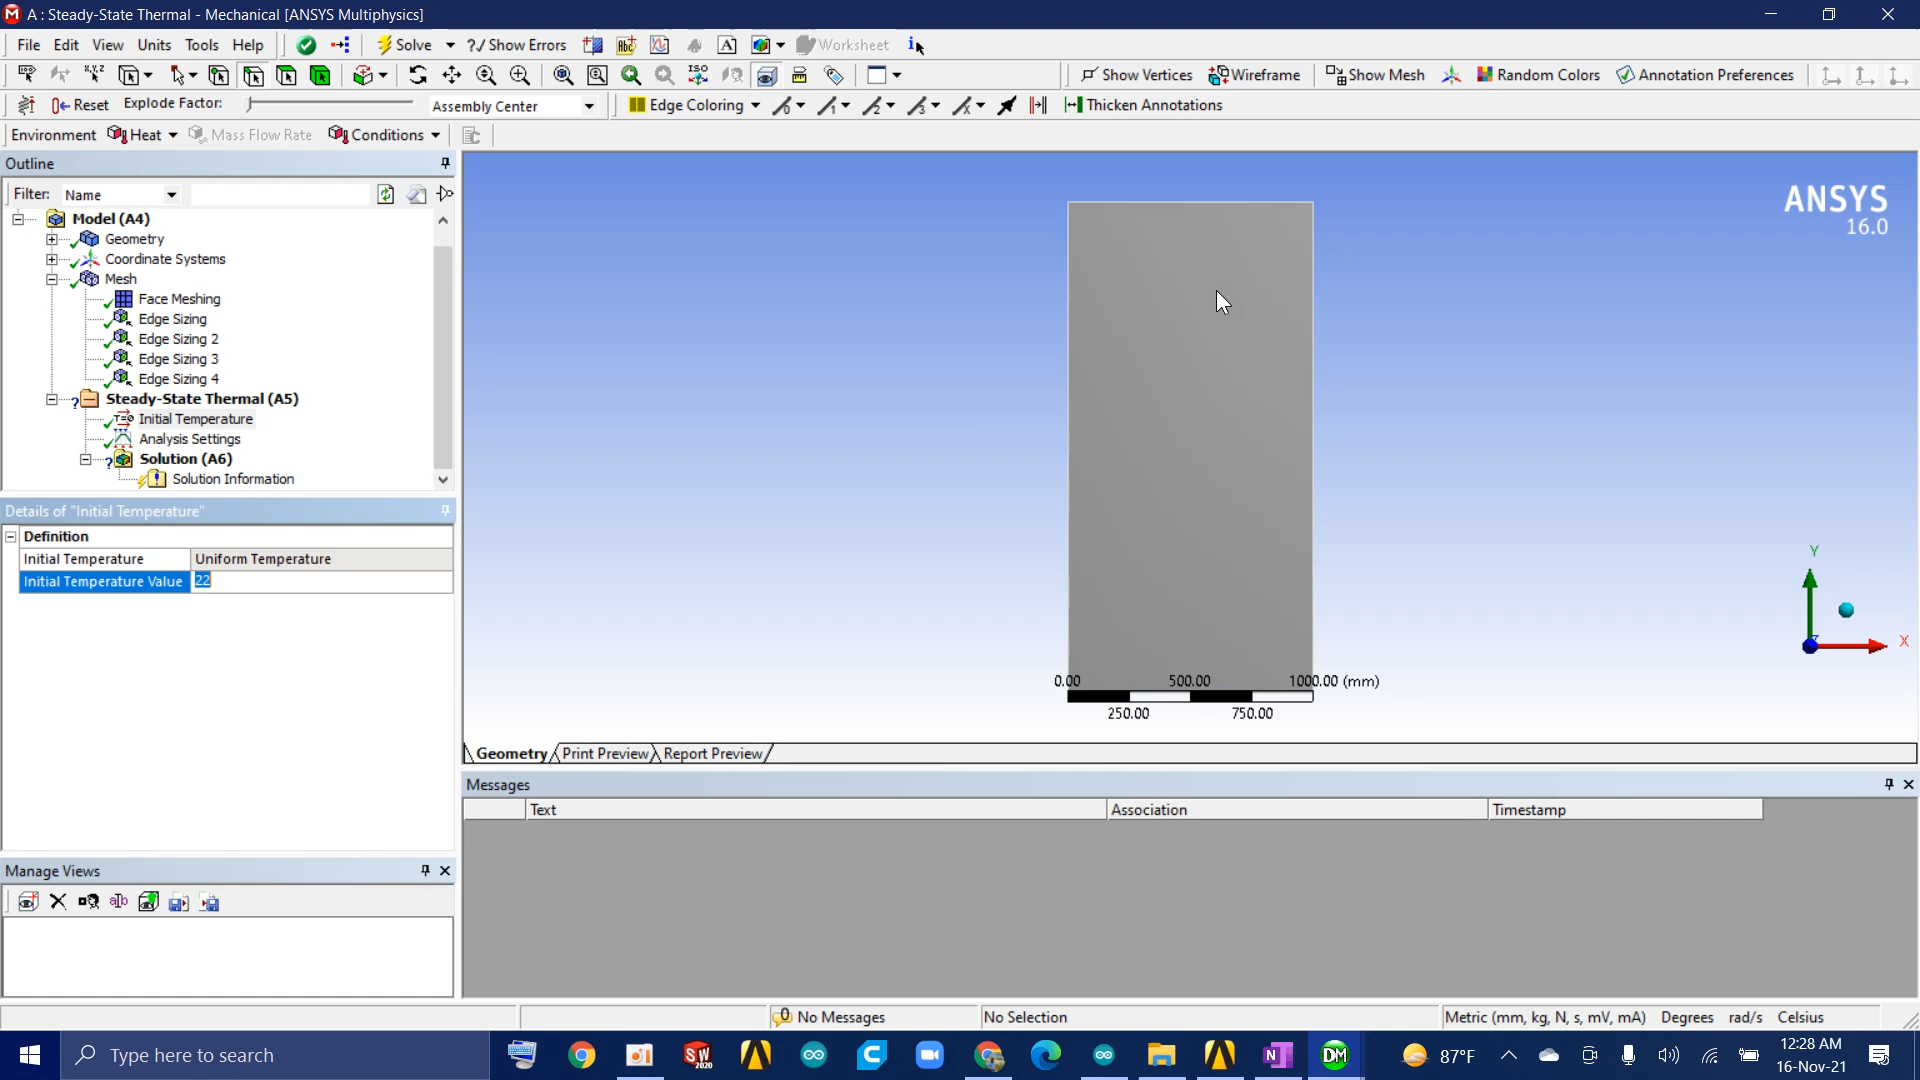 A : Steady-State Thermal - Mechanical [ANSYS Multiphysics]
File Edit View Units Tools Help Solve ?/ Show Errors Worksheet
Show Vertices Wireframe Show Mesh Random Colors Annotation Preferences
Reset Explode Factor: Assembly Center Edge Coloring Thicken Annotations
Environment Heat Mass Flow Rate Conditions
Outline
Filter: Name
Model (A4)
Geometry
Coordinate Systems
Mesh
Face Meshing
Edge Sizing
Edge Sizing 2
Edge Sizing 3
Edge Sizing 4
Steady-State Thermal (A5)
Initial Temperature
Analysis Settings
Solution (A6)
Solution Information
Details of "Initial Temperature"
Definition
Initial Temperature Uniform Temperature
Initial Temperature Value 22
Manage Views
ANSYS
16.0
Y
X
0.00 500.00 1000.00 (mm)
250.00 750.00
Geometry Print Preview Report Preview
Messages
Text Association Timestamp
0 No Messages No Selection Metric (mm, kg, N, s, mV, mA) Degrees rad/s Celsius
Type here to search
87°F
12:28 AM
16-Nov-21